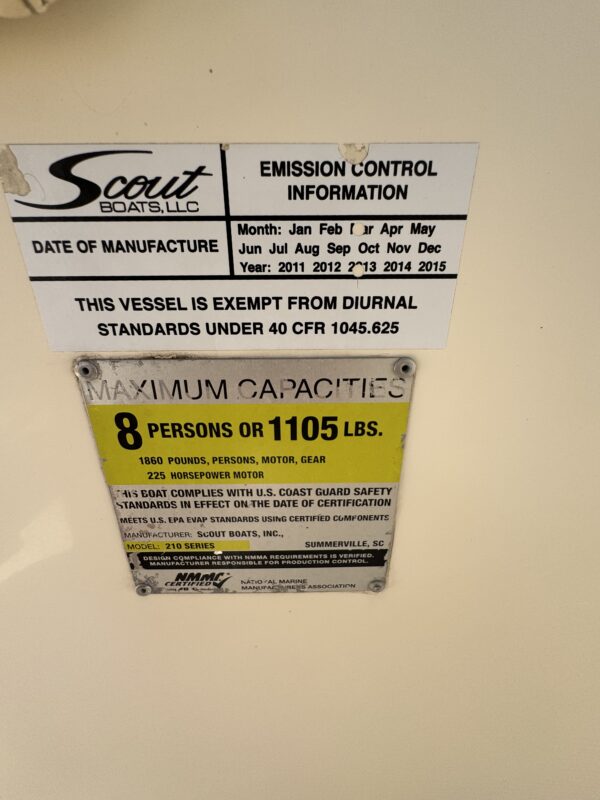 Scout
BOATS, LLC
EMISSION CONTROL
INFORMATION
DATE OF MANUFACTURE
Month: Jan Feb Apr May
Jun Jul Aug Sep Oct Nov Dec
Year: 2011 2012 2014 2015
THIS VESSEL IS EXEMPT FROM DIURNAL
STANDARDS UNDER 40 CFR 1045.625
MAXIMUM CAPACITIES
8 PERSONS OR 1105 LBS.
1860 POUNDS, PERSONS, MOTOR, GEAR
225 HORSEPOWER MOTOR
THIS BOAT COMPLIES WITH U.S. COAST GUARD SAFETY
STANDARDS IN EFFECT ON THE DATE OF CERTIFICATION
MEETS U.S. EPA EVAP STANDARDS USING CERTIFIED COMPONENTS
MANUFACTURER: SCOUT BOATS, INC.,
MODEL: 210 SERIES SUMMERVILLE, SC
DESIGN COMPLIANCE WITH NMMA REQUIREMENTS IS VERIFIED.
MANUFACTURER RESPONSIBLE FOR PRODUCTION CONTROL.
NMMA
CERTIFIED
NATIONAL MARINE
MANUFACTURERS ASSOCIATION